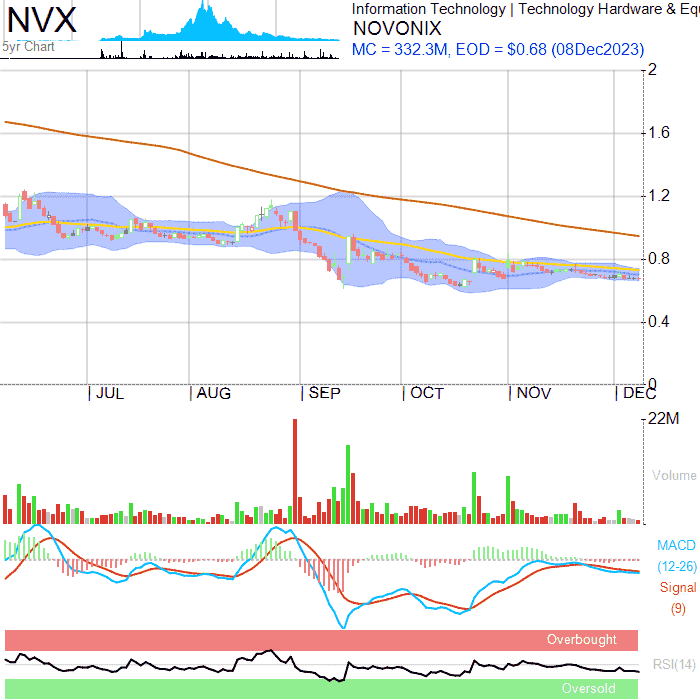 NVX
5yr Chart
Information Technology | Technology Hardware & Equ
NOVONIX
MC = 332.3M, EOD = $0.68 (08Dec2023)
2
1.6
1.2
0.8
0.4
0
JUL AUG SEP OCT NOV DEC
22M
Volume
MACD
(12-26)
Signal
(9)
Overbought
RSI(14)
Oversold